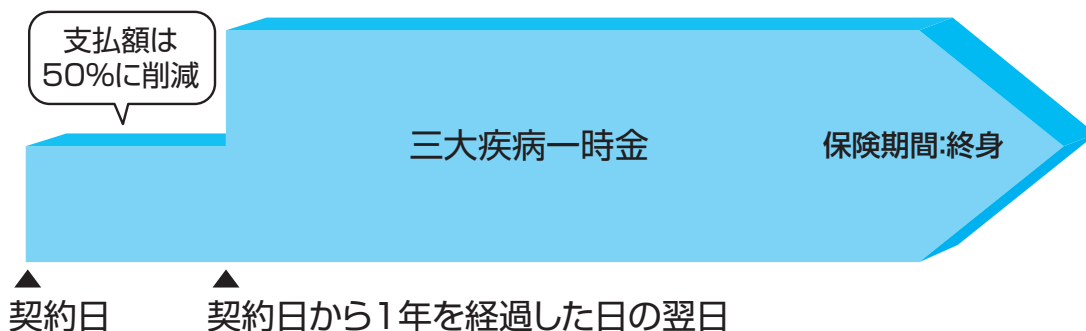 支払額は
50%に削減
三大疾病一時金
保険期間:終身
契約日
契約日から1年を経過した日の翌日